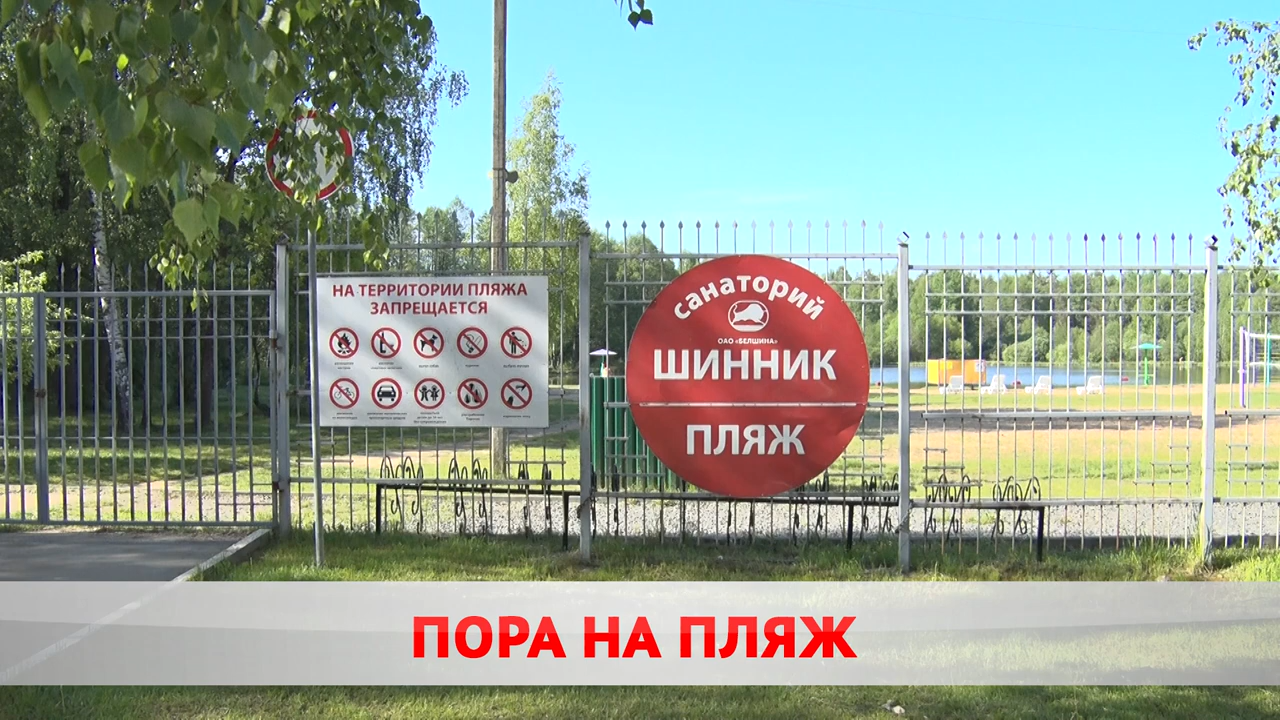 НА ТЕРРИТОРИИ ПЛЯЖА
ЗАПРЕЩАЕТСЯ
санаторий
ОАО «БЕЛШИНА»
ШИННИК
ПЛЯЖ
ПОРА НА ПЛЯЖ